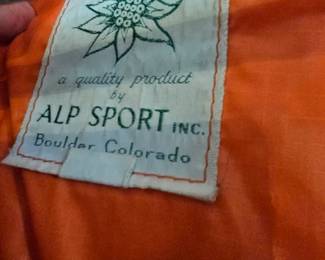 a quality product
by
ALP SPORT INC.
Boulder Colorado